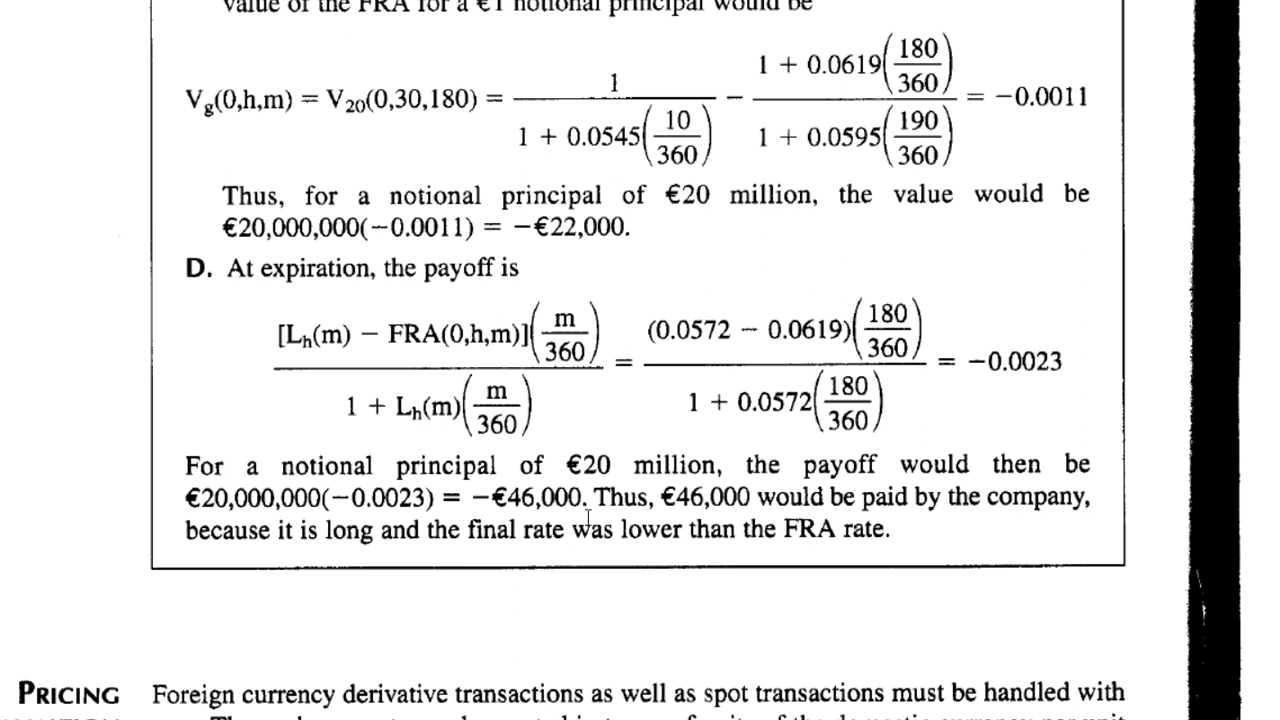 value of the FRA for a €1 notional principal would be
V_g(0,h,m) = V_20(0,30,180) = 1 / (1 + 0.0545(10/360)) − (1 + 0.0619(180/360)) / (1 + 0.0595(190/360)) = −0.0011
Thus, for a notional principal of €20 million, the value would be
€20,000,000(−0.0011) = −€22,000.
D. At expiration, the payoff is
[L_h(m) − FRA(0,h,m)](m/360) / (1 + L_h(m)(m/360)) = (0.0572 − 0.0619)(180/360) / (1 + 0.0572(180/360)) = −0.0023
For a notional principal of €20 million, the payoff would then be
€20,000,000(−0.0023) = −€46,000. Thus, €46,000 would be paid by the company,
because it is long and the final rate was lower than the FRA rate.
PRICING Foreign currency derivative transactions as well as spot transactions must be handled with